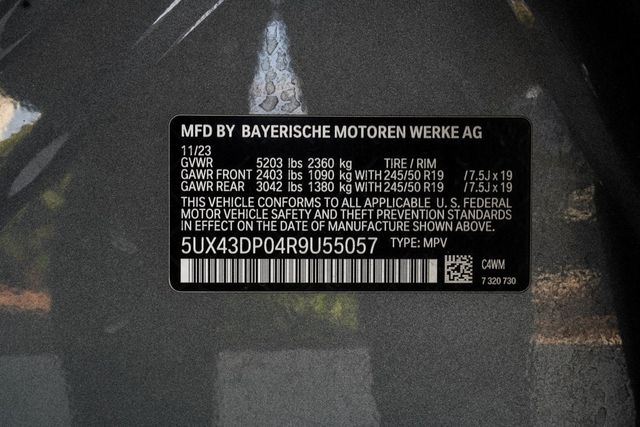 MFD BY BAYERISCHE MOTOREN WERKE AG
11/23
GVWR 5203 lbs 2360 kg TIRE / RIM
GAWR FRONT 2403 lbs 1090 kg WITH 245/50 R19 /7.5J x 19
GAWR REAR 3042 lbs 1380 kg WITH 245/50 R19 /7.5J x 19
THIS VEHICLE CONFORMS TO ALL APPLICABLE U. S. FEDERAL
MOTOR VEHICLE SAFETY AND THEFT PREVENTION STANDARDS
IN EFFECT ON THE DATE OF MANUFACTURE SHOWN ABOVE.
5UX43DP04R9U55057 TYPE: MPV
C4WM
7 320 730